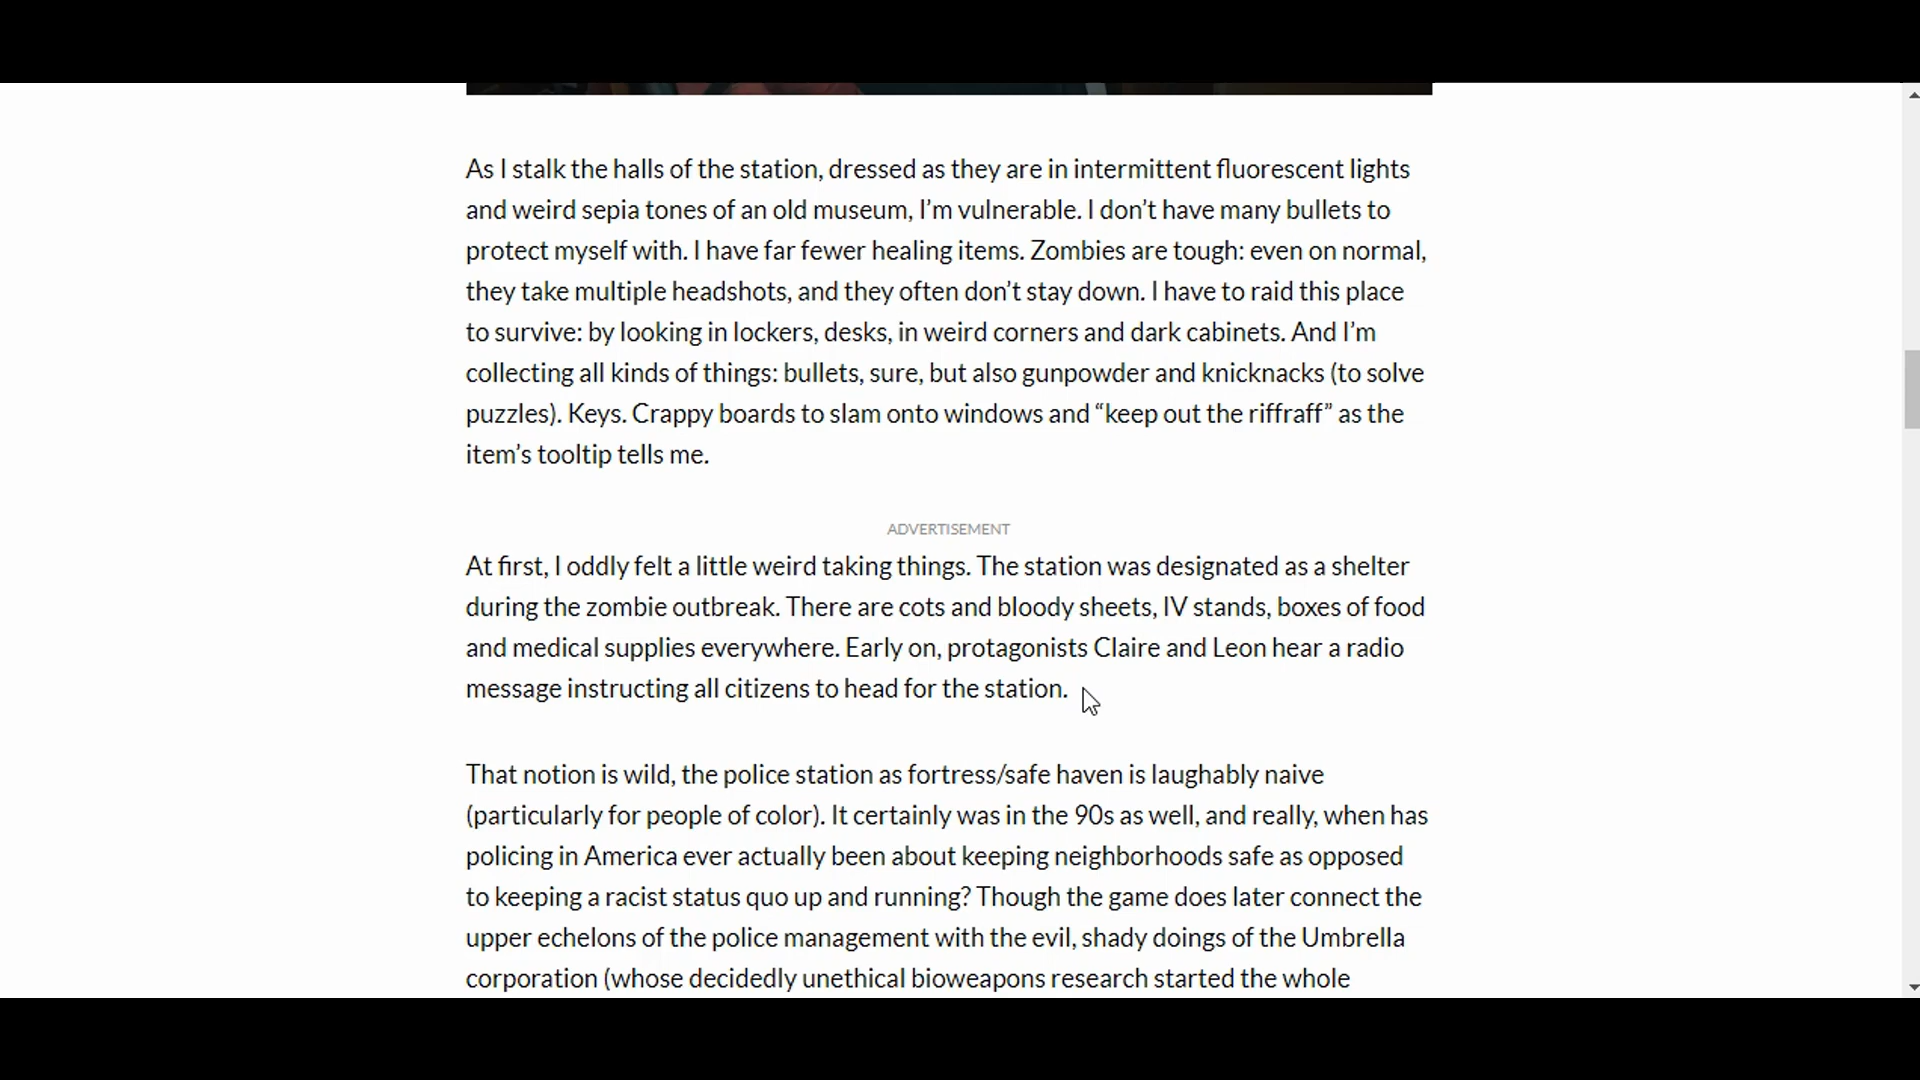 As I stalk the halls of the station, dressed as they are in intermittent fluorescent lights
and weird sepia tones of an old museum, I’m vulnerable. I don’t have many bullets to
protect myself with. I have far fewer healing items. Zombies are tough: even on normal,
they take multiple headshots, and they often don’t stay down. I have to raid this place
to survive: by looking in lockers, desks, in weird corners and dark cabinets. And I’m
collecting all kinds of things: bullets, sure, but also gunpowder and knicknacks (to solve
puzzles). Keys. Crappy boards to slam onto windows and “keep out the riffraff” as the
item’s tooltip tells me.
ADVERTISEMENT
At first, I oddly felt a little weird taking things. The station was designated as a shelter
during the zombie outbreak. There are cots and bloody sheets, IV stands, boxes of food
and medical supplies everywhere. Early on, protagonists Claire and Leon hear a radio
message instructing all citizens to head for the station.
That notion is wild, the police station as fortress/safe haven is laughably naive
(particularly for people of color). It certainly was in the 90s as well, and really, when has
policing in America ever actually been about keeping neighborhoods safe as opposed
to keeping a racist status quo up and running? Though the game does later connect the
upper echelons of the police management with the evil, shady doings of the Umbrella
corporation (whose decidedly unethical bioweapons research started the whole